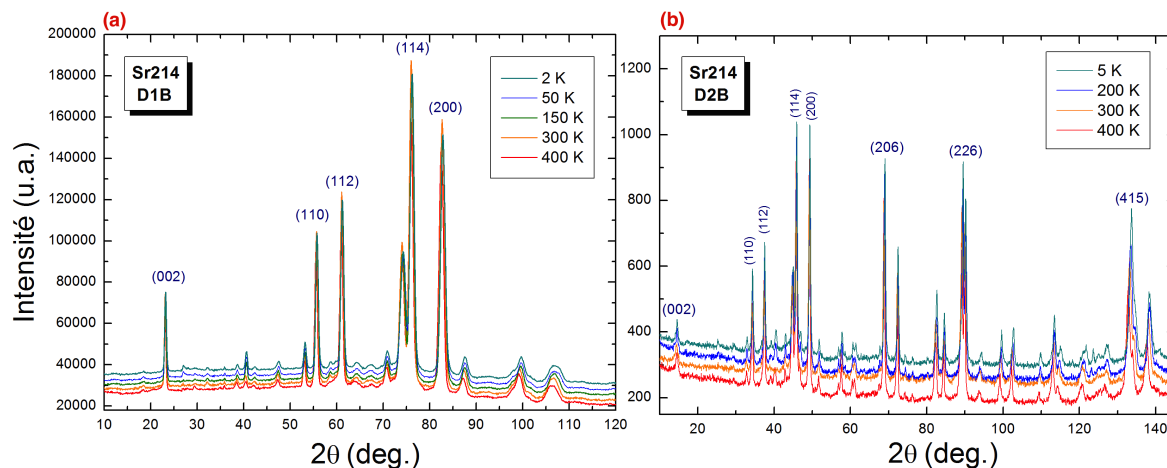 (a)
Sr214
D1B
2 K
50 K
150 K
300 K
400 K
(002)
(110)
(112)
(114)
(200)
200000
180000
160000
140000
120000
100000
80000
60000
40000
20000
10 20 30 40 50 60 70 80 90 100 110 120
Intensité (u.a.)
2θ (deg.)
(b)
Sr214
D2B
5 K
200 K
300 K
400 K
(002)
(110)
(112)
(114)
(200)
(206)
(226)
(415)
1200
1000
800
600
400
200
20 40 60 80 100 120 140
2θ (deg.)